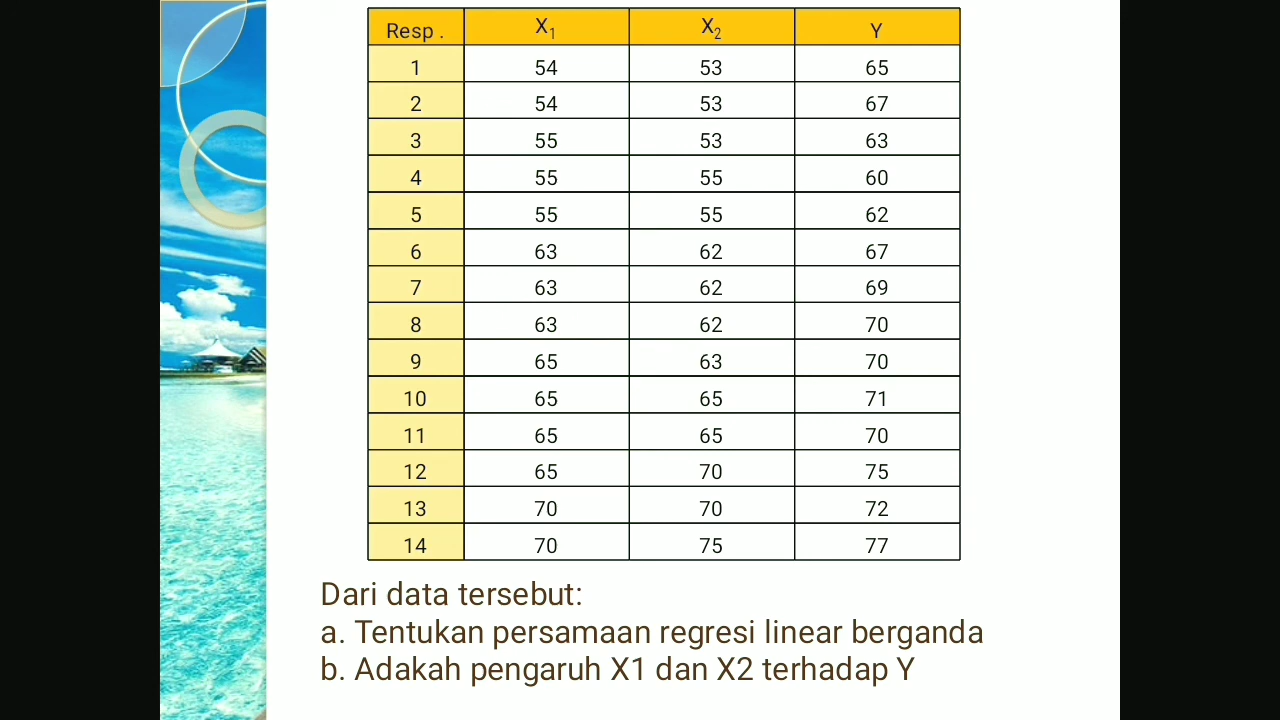 Resp . X₁ X₂ Y
1 54 53 65
2 54 53 67
3 55 53 63
4 55 55 60
5 55 55 62
6 63 62 67
7 63 62 69
8 63 62 70
9 65 63 70
10 65 65 71
11 65 65 70
12 65 70 75
13 70 70 72
14 70 75 77
Dari data tersebut:
a. Tentukan persamaan regresi linear berganda
b. Adakah pengaruh X1 dan X2 terhadap Y